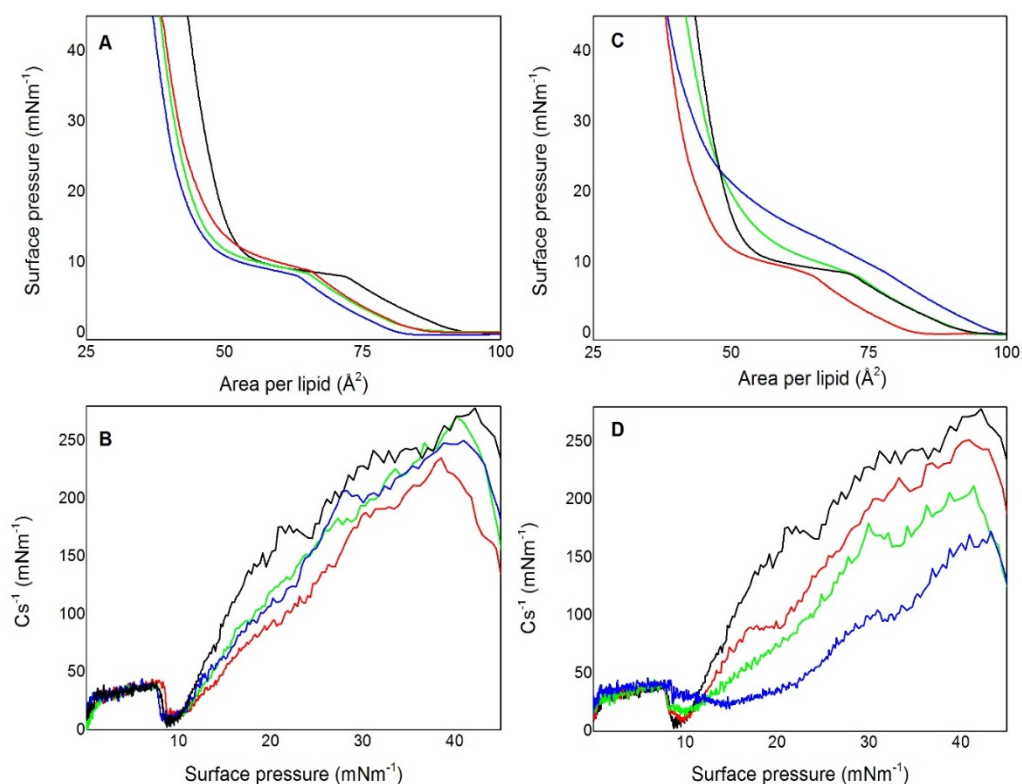 A
40
30
20
10
0
Surface pressure (mNm⁻¹)
25 50 75 100
Area per lipid (Å²)
C
40
30
20
10
0
Surface pressure (mNm⁻¹)
25 50 75 100
Area per lipid (Å²)
B
250
200
150
100
50
0
Cs⁻¹ (mNm⁻¹)
10 20 30 40
Surface pressure (mNm⁻¹)
D
250
200
150
100
50
0
Cs⁻¹ (mNm⁻¹)
10 20 30 40
Surface pressure (mNm⁻¹)